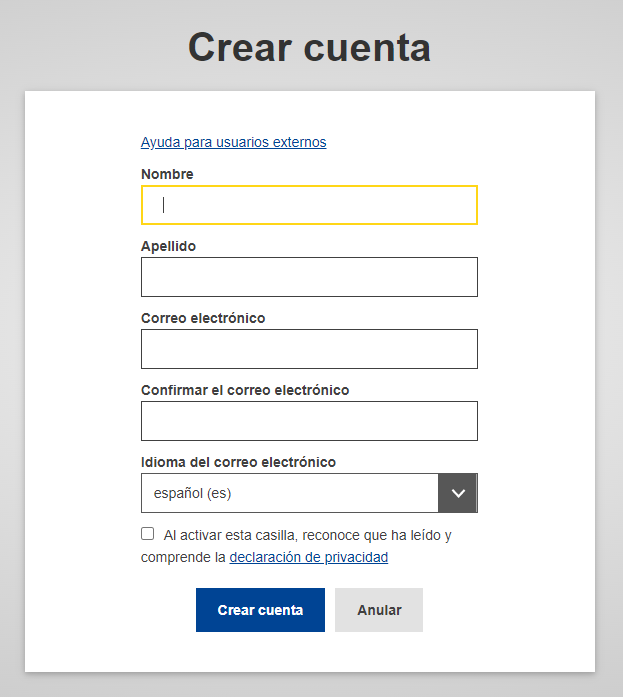 Crear cuenta
Ayuda para usuarios externos
Nombre
Apellido
Correo electrónico
Confirmar el correo electrónico
Idioma del correo electrónico
español (es)
Al activar esta casilla, reconoce que ha leído y
comprende la declaración de privacidad
Crear cuenta Anular